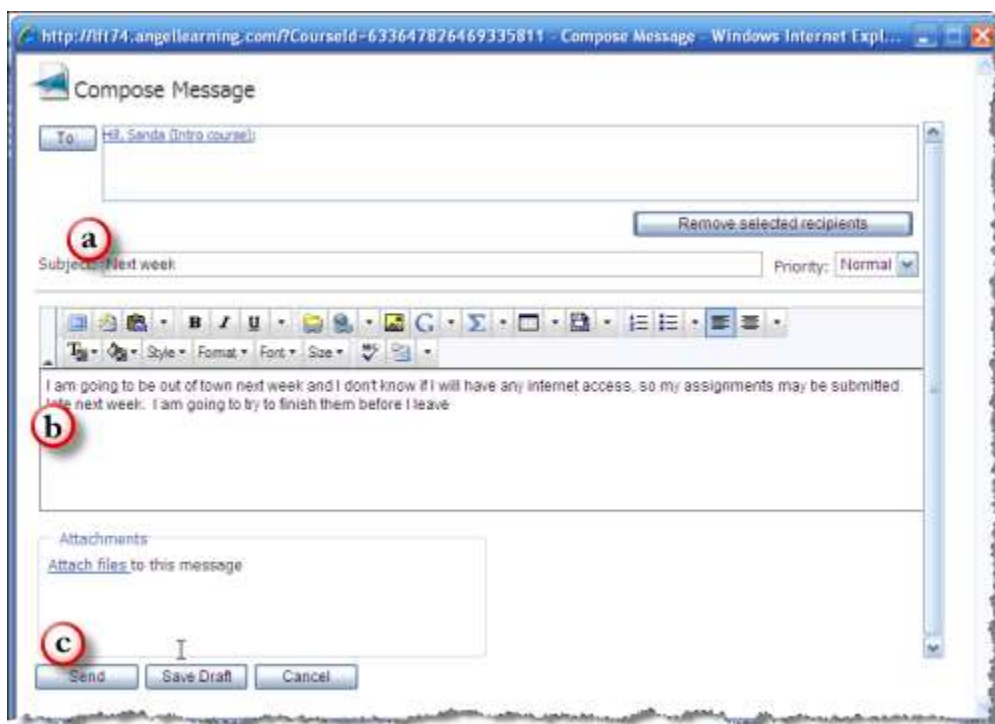 http://lift74.angellearning.com/?CourseId=633647826469335811 - Compose Message - Windows Internet Expl...
Compose Message
To Hill, Sanda (Intro course);
Remove selected recipients
a
Subject: Next week Priority: Normal
B I U G Σ
Style Format Font Size ABC
I am going to be out of town next week and I don't know if I will have any internet access, so my assignments may be submitted
late next week. I am going to try to finish them before I leave
b
Attachments
Attach files to this message
c
Send Save Draft Cancel